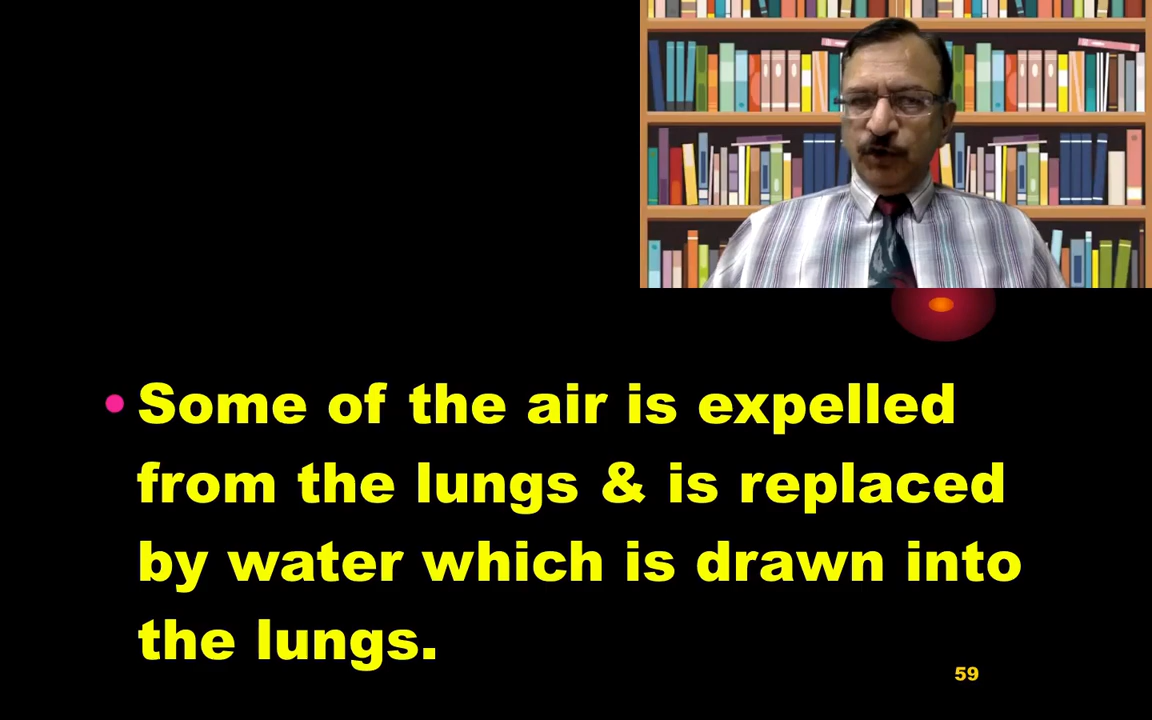 • Some of the air is expelled
from the lungs & is replaced
by water which is drawn into
the lungs.
59